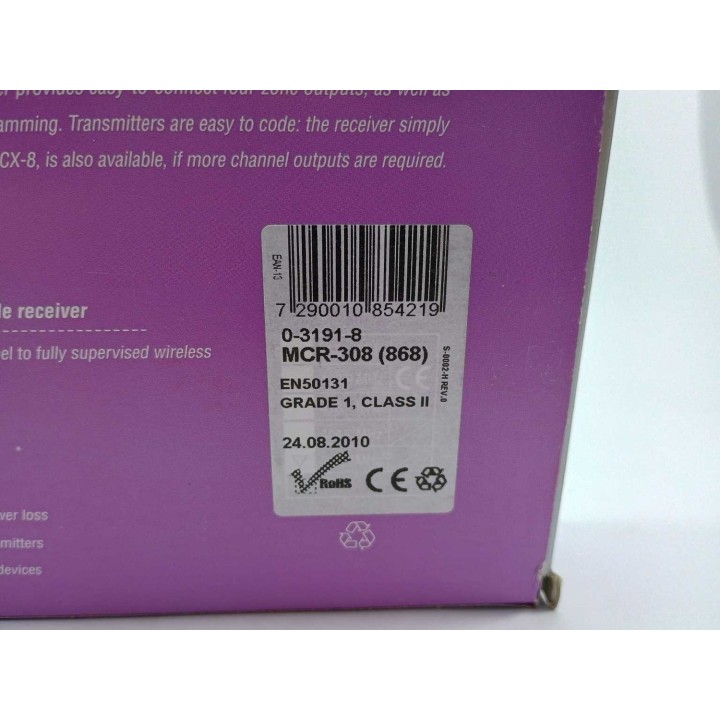 provides easy to connect four zone outputs, as well as
amming. Transmitters are easy to code: the receiver simply
CX-8, is also available, if more channel outputs are required.
EAN-13
7 290010 854219
0-3191-8
MCR-308 (868)
S-0002-H REV.0
EN50131
GRADE 1, CLASS II
24.08.2010
RoHS CE
le receiver
el to fully supervised wireless
wer loss
mitters
devices